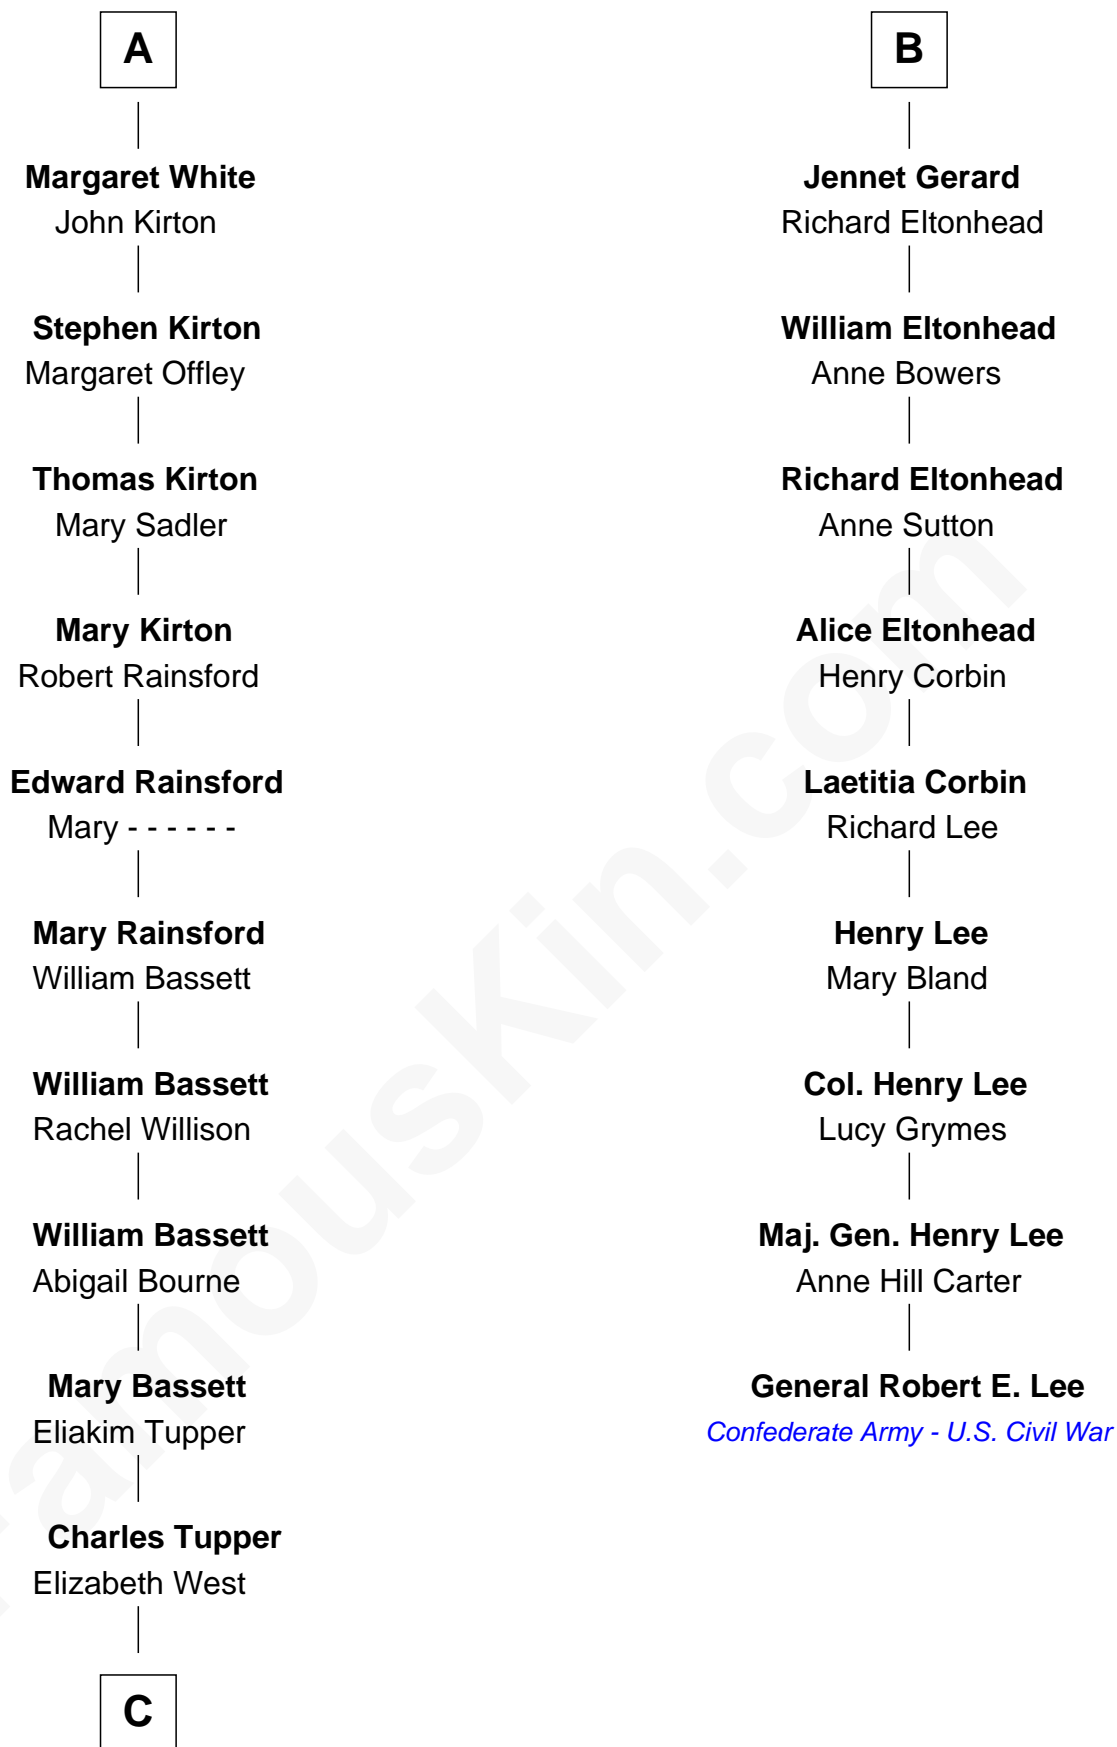 A
Margaret White
John Kirton
Stephen Kirton
Margaret Offley
Thomas Kirton
Mary Sadler
Mary Kirton
Robert Rainsford
Edward Rainsford
Mary - - - - - -
Mary Rainsford
William Bassett
William Bassett
Rachel Willison
William Bassett
Abigail Bourne
Mary Bassett
Eliakim Tupper
Charles Tupper
Elizabeth West
C
B
Jennet Gerard
Richard Eltonhead
William Eltonhead
Anne Bowers
Richard Eltonhead
Anne Sutton
Alice Eltonhead
Henry Corbin
Laetitia Corbin
Richard Lee
Henry Lee
Mary Bland
Col. Henry Lee
Lucy Grymes
Maj. Gen. Henry Lee
Anne Hill Carter
General Robert E. Lee
Confederate Army - U.S. Civil War
FamousKin.com